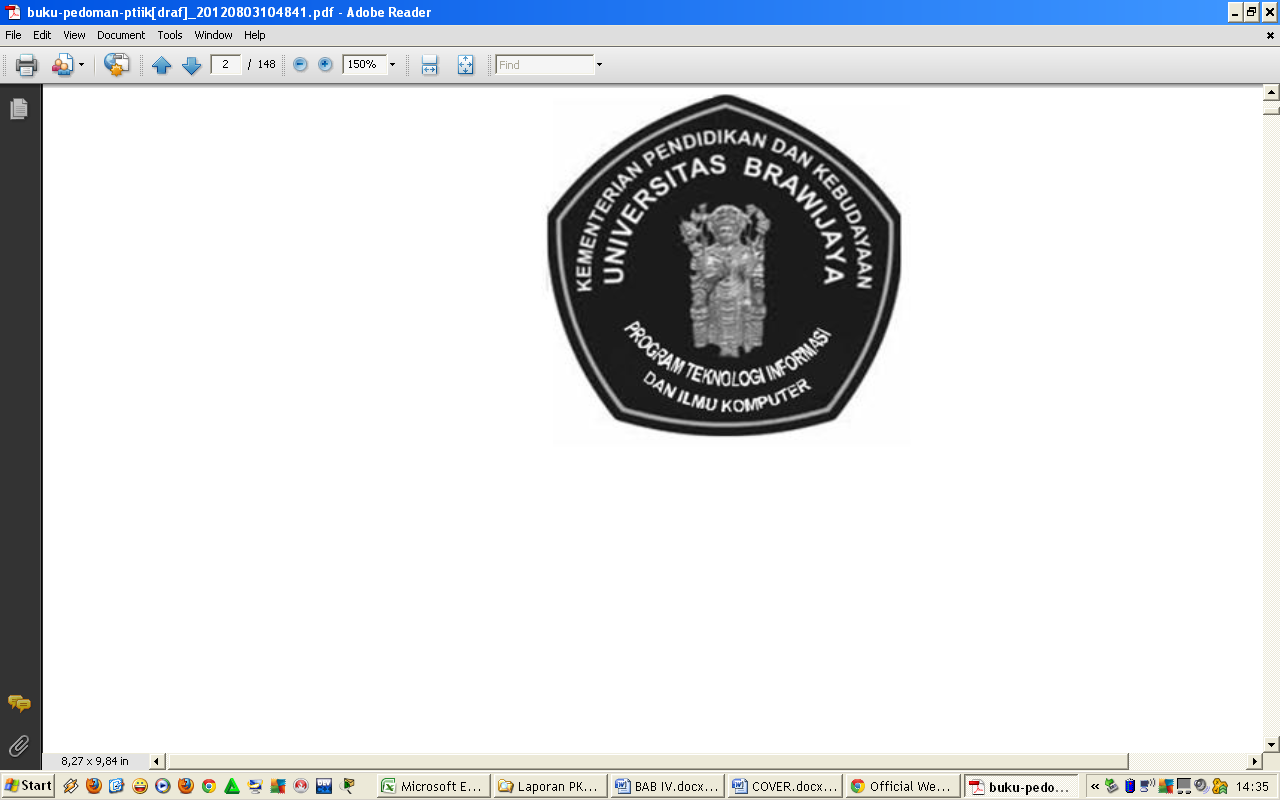 buku-pedoman-ptiik[draf]_20120803104841.pdf - Adobe Reader
File Edit View Document Tools Window Help
2 / 148 150% Find
KEMENTERIAN PENDIDIKAN DAN KEBUDAYAAN
UNIVERSITAS BRAWIJAYA
PROGRAM TEKNOLOGI INFORMASI
DAN ILMU KOMPUTER
8,27 x 9,84 in
Start Microsoft E... Laporan PK... BAB IV.docx... COVER.docx... Official We... buku-pedo... « 14:35